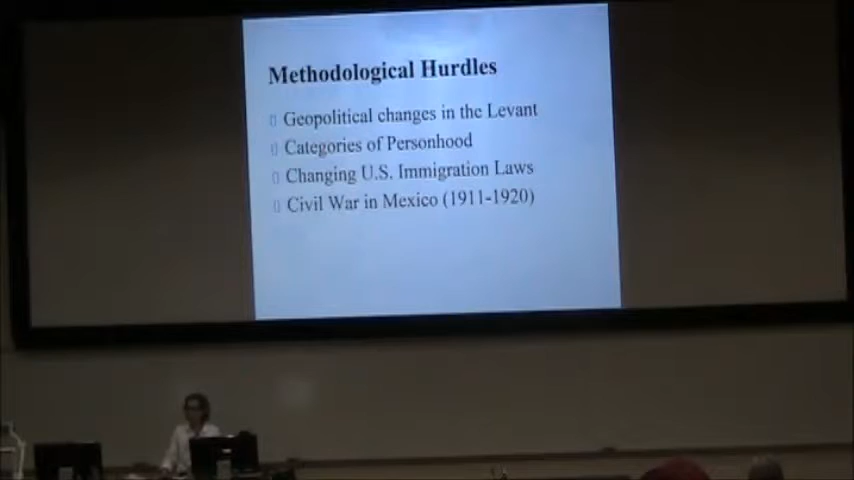 Methodological Hurdles
Geopolitical changes in the Levant
Categories of Personhood
Changing U.S. Immigration Laws
Civil War in Mexico (1911-1920)